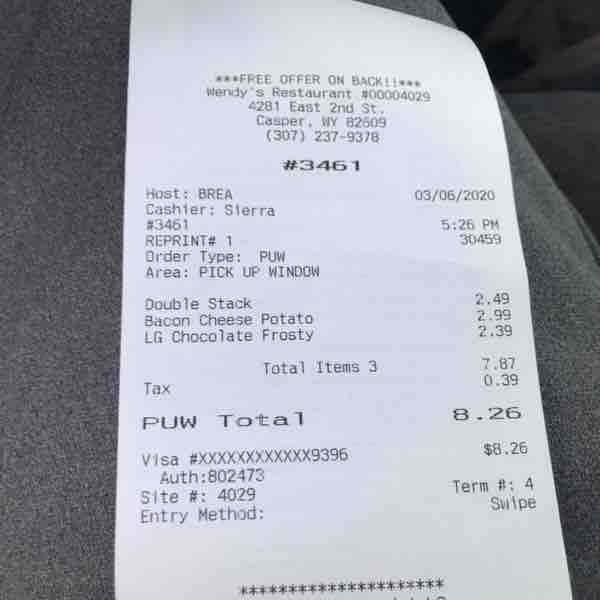 ***FREE OFFER ON BACK!!***
Wendy's Restaurant #00004029
4281 East 2nd St.
Casper, WY 82609
(307) 237-9378
#3461
Host: BREA 03/06/2020
Cashier: Sierra
#3461 5:26 PM
REPRINT# 1 30459
Order Type: PUW
Area: PICK UP WINDOW
Double Stack 2.49
Bacon Cheese Potato 2.99
LG Chocolate Frosty 2.39
Total Items 3 7.87
Tax 0.39
PUW Total 8.26
Visa #XXXXXXXXXXXX9396 $8.26
Auth:802473
Site #: 4029 Term #: 4
Entry Method: Swipe
*********************